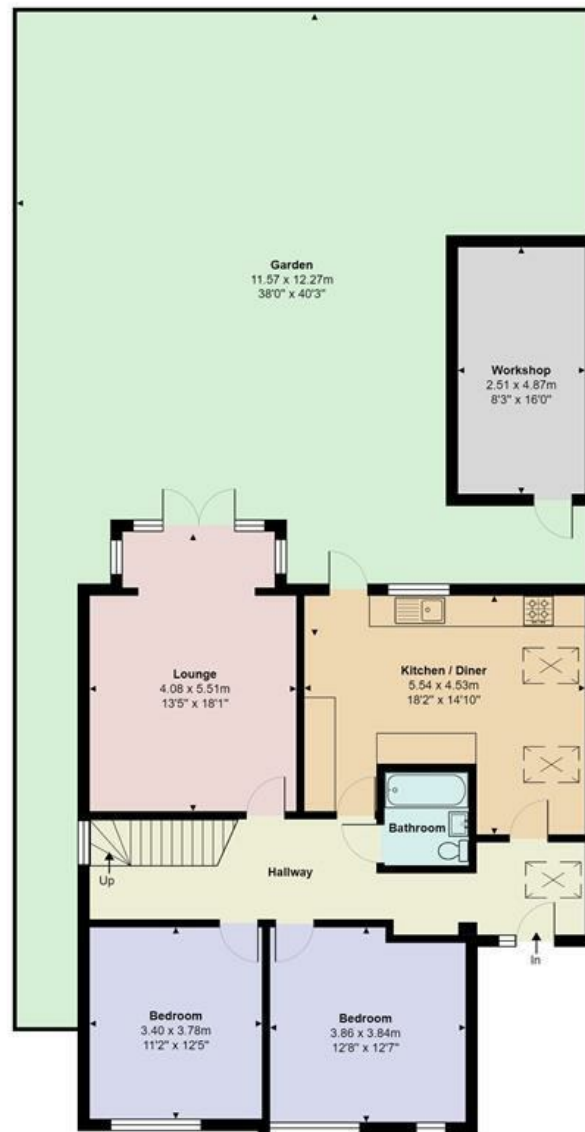 Garden
11.57 x 12.27m
38'0" x 40'3"
Workshop
2.51 x 4.87m
8'3" x 16'0"
Lounge
4.08 x 5.51m
13'5" x 18'1"
Kitchen / Diner
5.54 x 4.53m
18'2" x 14'10"
Bathroom
Hallway
Up
In
Bedroom
3.40 x 3.78m
11'2" x 12'5"
Bedroom
3.86 x 3.84m
12'8" x 12'7"